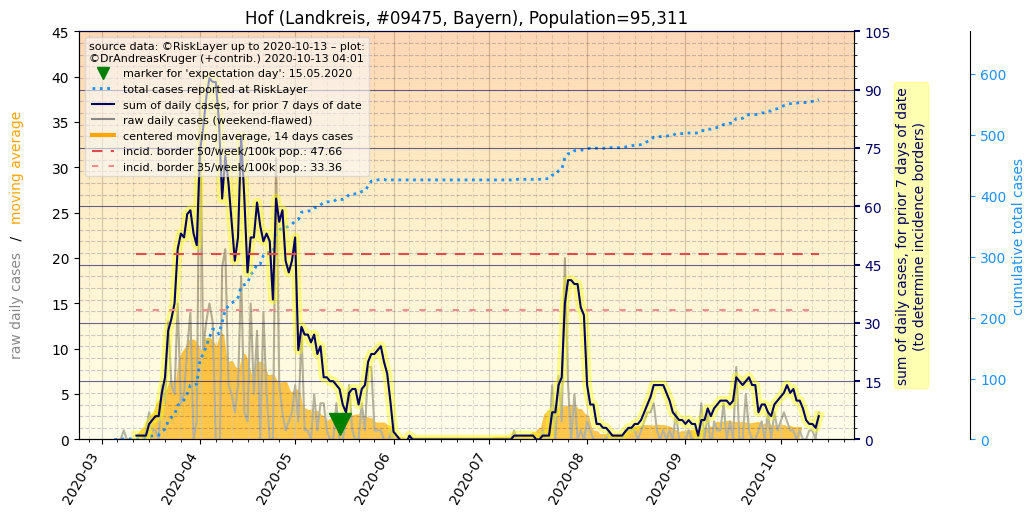 Hof (Landkreis, #09475, Bayern), Population=95,311
source data: ©RiskLayer up to 2020-10-13 – plot:
©DrAndreasKruger (+contrib.) 2020-10-13 04:01
marker for 'expectation day': 15.05.2020
total cases reported at RiskLayer
sum of daily cases, for prior 7 days of date
raw daily cases (weekend-flawed)
centered moving average, 14 days cases
incid. border 50/week/100k pop.: 47.66
incid. border 35/week/100k pop.: 33.36
raw daily cases / moving average
45
40
35
30
25
20
15
10
5
0
105
90
75
60
45
30
15
0
sum of daily cases, for prior 7 days of date
(to determine incidence borders)
600
500
400
300
200
100
0
cumulative total cases
2020-03
2020-04
2020-05
2020-06
2020-07
2020-08
2020-09
2020-10